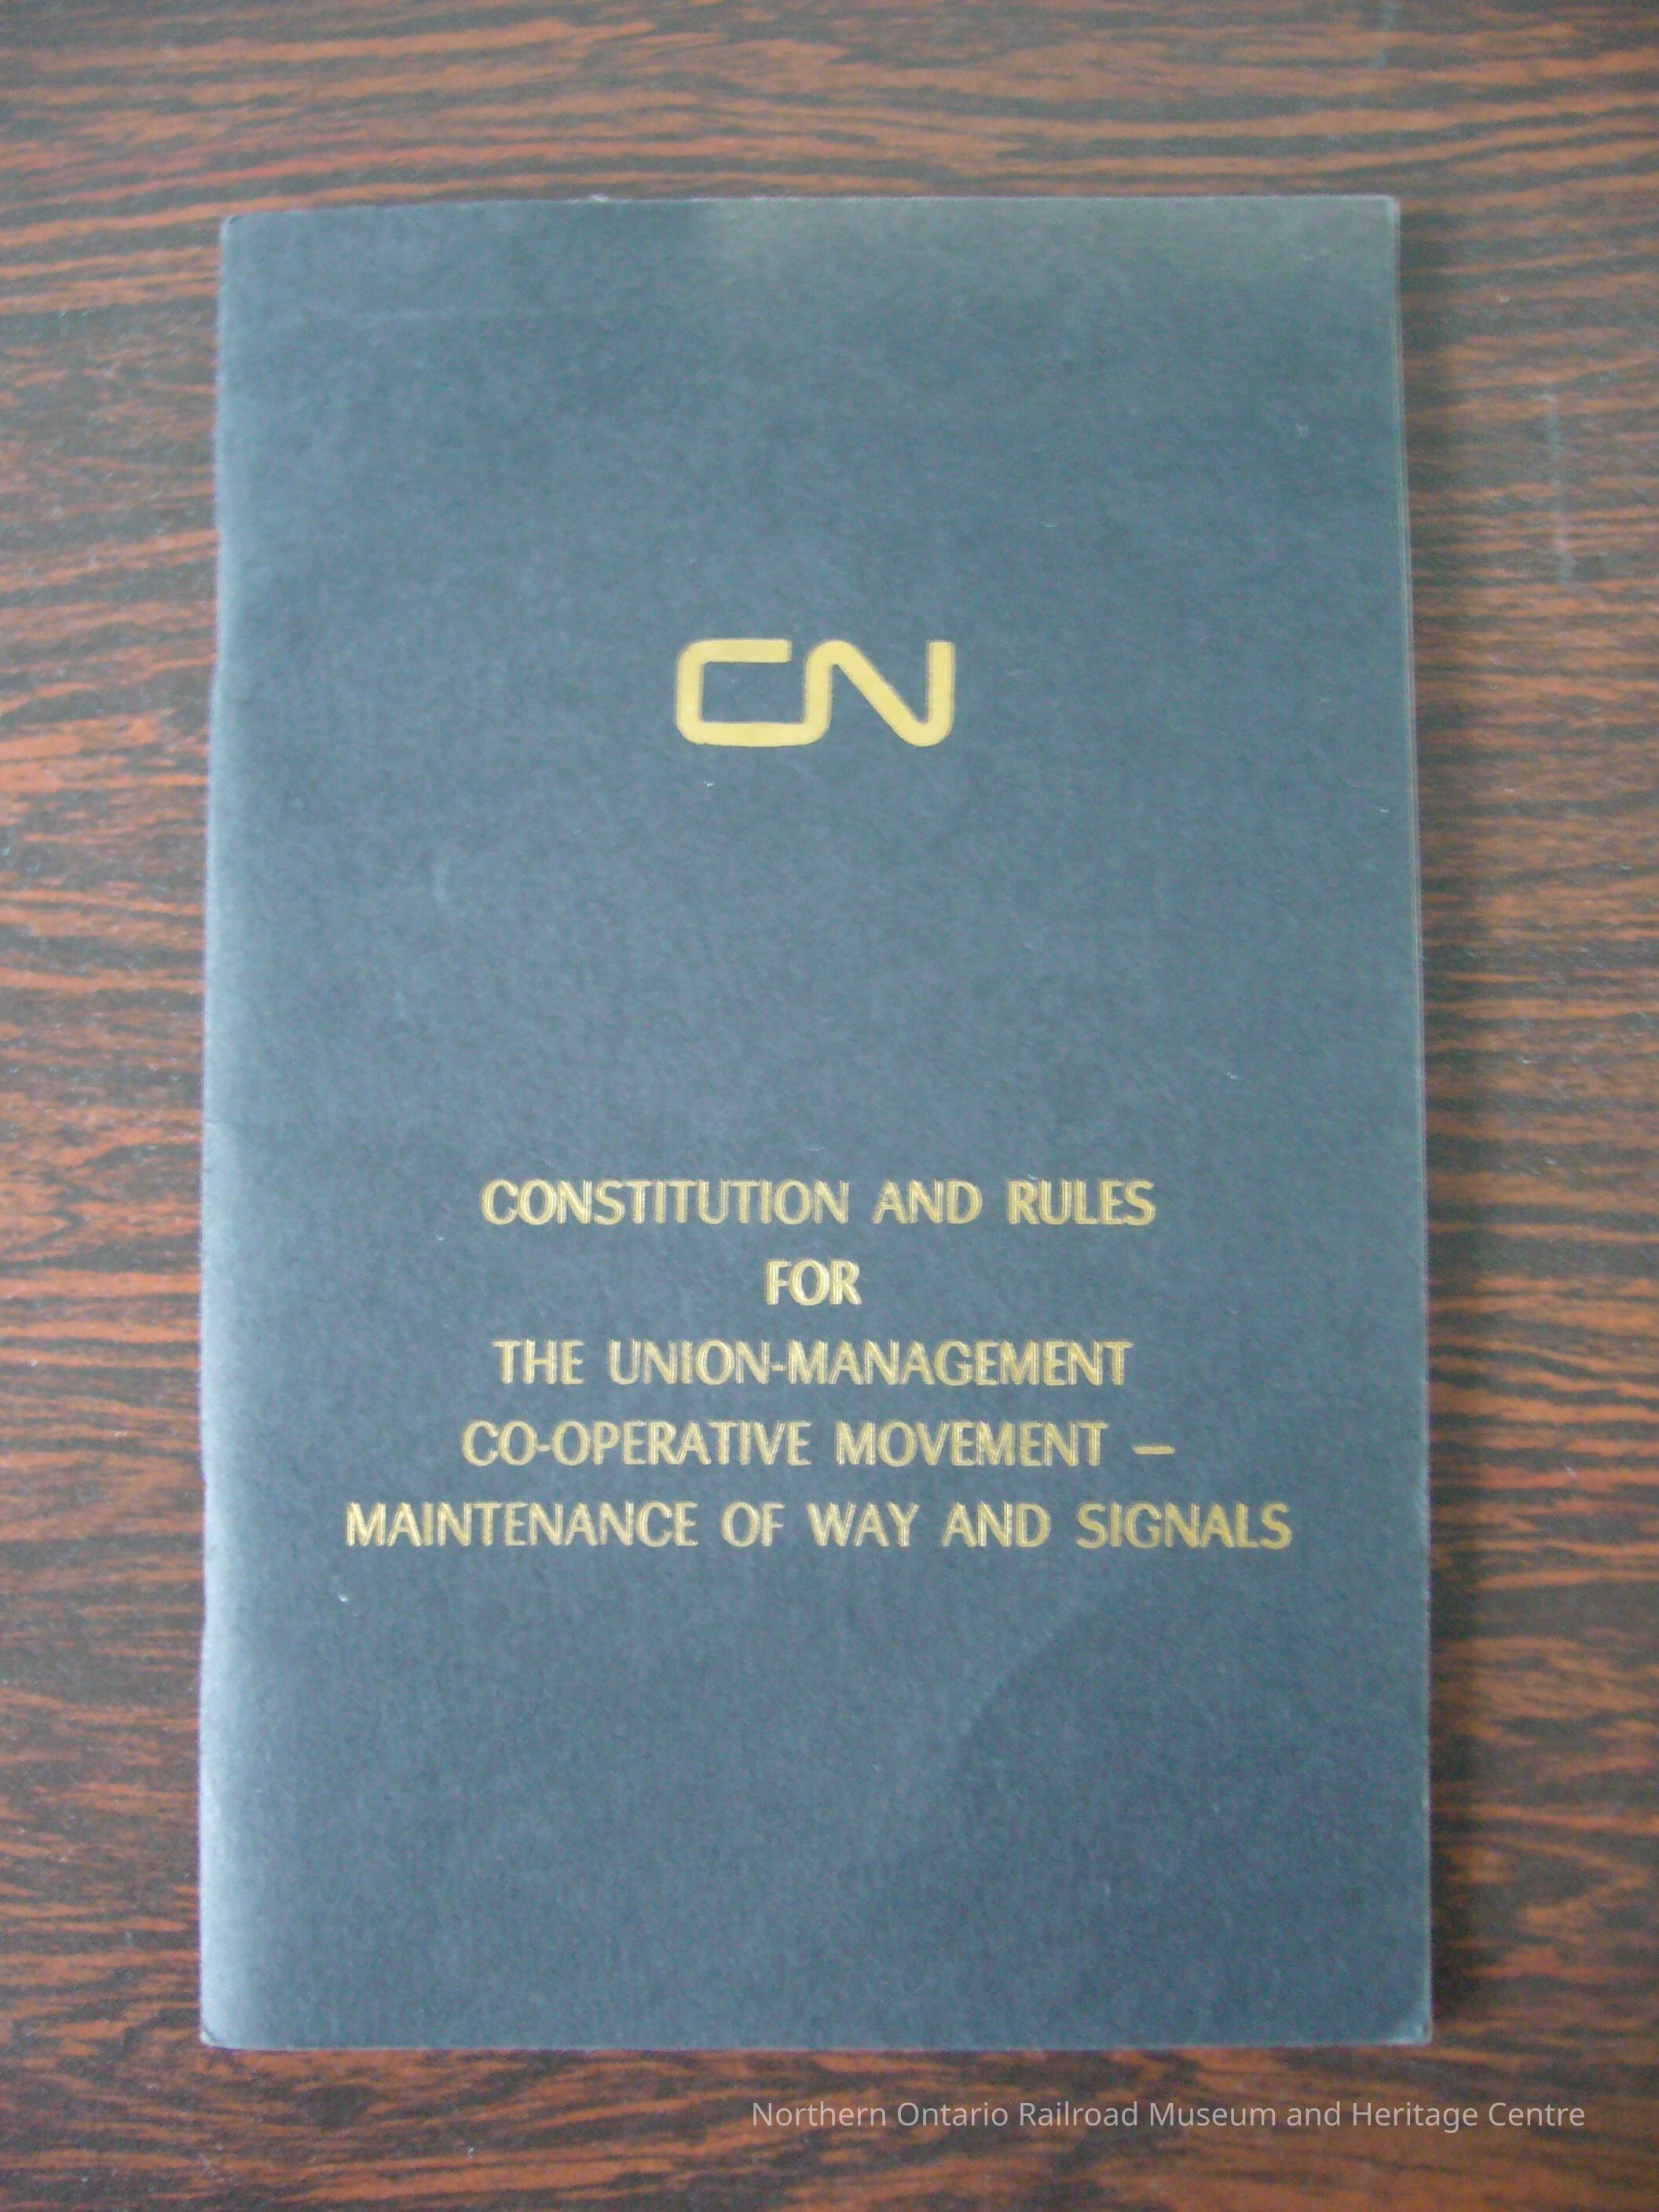 CN
CONSTITUTION AND RULES
FOR
THE UNION-MANAGEMENT
CO-OPERATIVE MOVEMENT —
MAINTENANCE OF WAY AND SIGNALS
Northern Ontario Railroad Museum and Heritage Centre